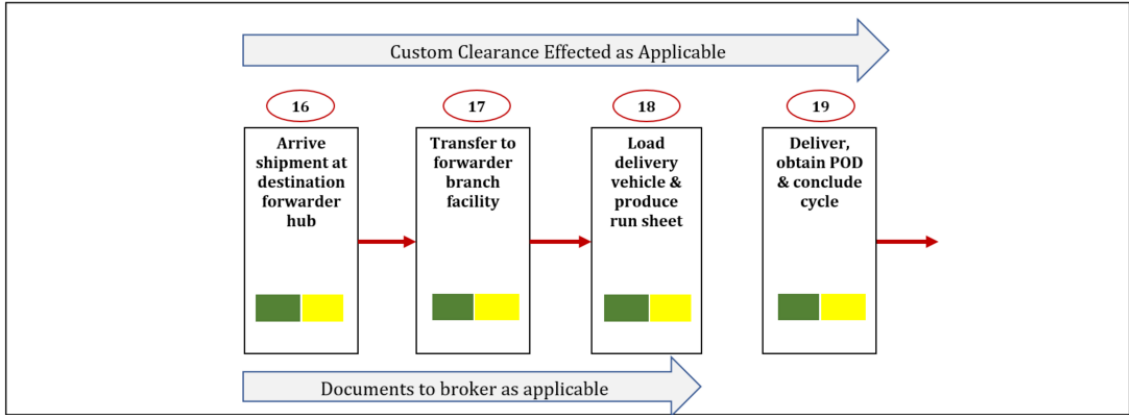 Custom Clearance Effected as Applicable
16
17
18
19
Arrive
shipment at
destination
forwarder
hub
Transfer to
forwarder
branch
facility
Load
delivery
vehicle &
produce
run sheet
Deliver,
obtain POD
& conclude
cycle
Documents to broker as applicable